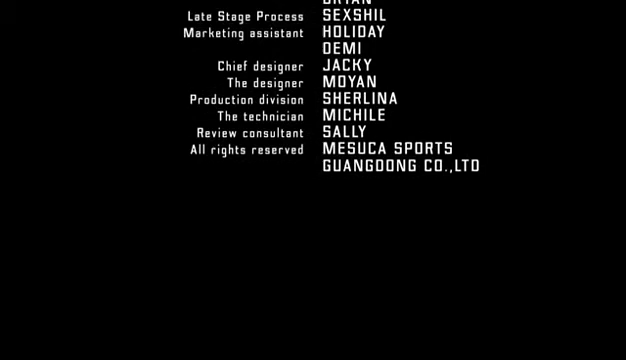 BRYAN
Late Stage Process SEXSHIL
Marketing assistant HOLIDAY
DEMI
Chief designer JACKY
The designer MOYAN
Production division SHERLINA
The technician MICHILE
Review consultant SALLY
All rights reserved MESUCA SPORTS
GUANGDONG CO.,LTD